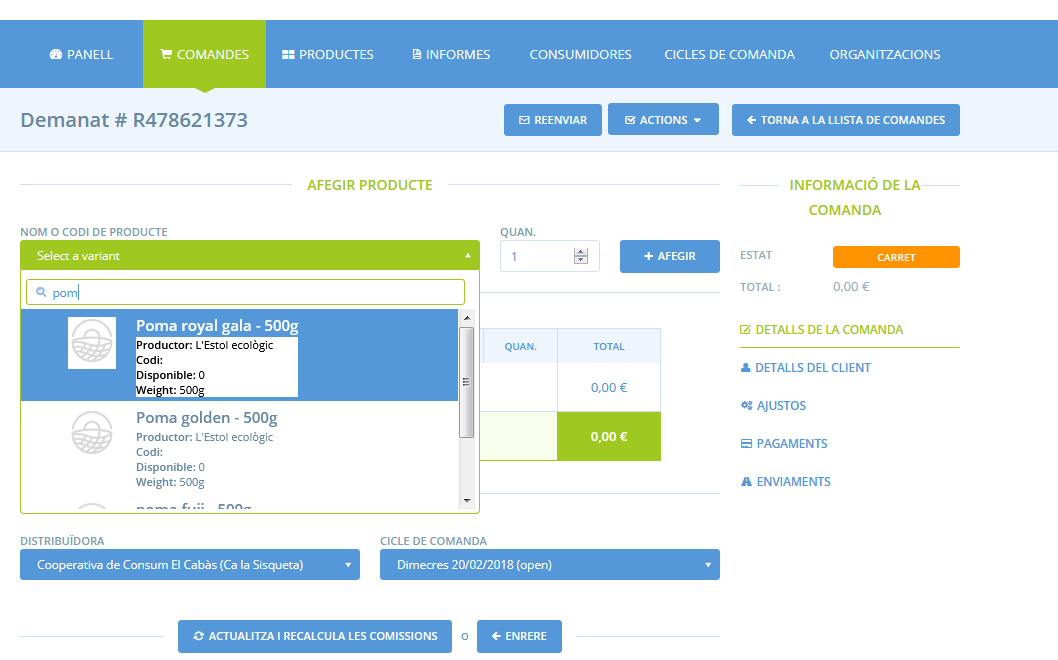 PANELL
COMANDES
PRODUCTES
INFORMES
CONSUMIDORES
CICLES DE COMANDA
ORGANITZACIONS
Demanat # R478621373
REENVIAR
ACTIONS
TORNA A LA LLISTA DE COMANDES
AFEGIR PRODUCTE
NOM O CODI DE PRODUCTE
Select a variant
QUAN.
1
AFEGIR
pom
Poma royal gala - 500g
Productor: L'Estol ecològic
Codi:
Disponible: 0
Weight: 500g
Poma golden - 500g
Productor: L'Estol ecològic
Codi:
Disponible: 0
Weight: 500g
poma fuji - 500g
QUAN.
TOTAL
0,00 €
0,00 €
DISTRIBUÏDORA
Cooperativa de Consum El Cabàs (Ca la Sisqueta)
CICLE DE COMANDA
Dimecres 20/02/2018 (open)
ACTUALITZA I RECALCULA LES COMISSIONS
o
ENRERE
INFORMACIÓ DE LA
COMANDA
ESTAT
CARRET
TOTAL :
0,00 €
DETALLS DE LA COMANDA
DETALLS DEL CLIENT
AJUSTOS
PAGAMENTS
ENVIAMENTS